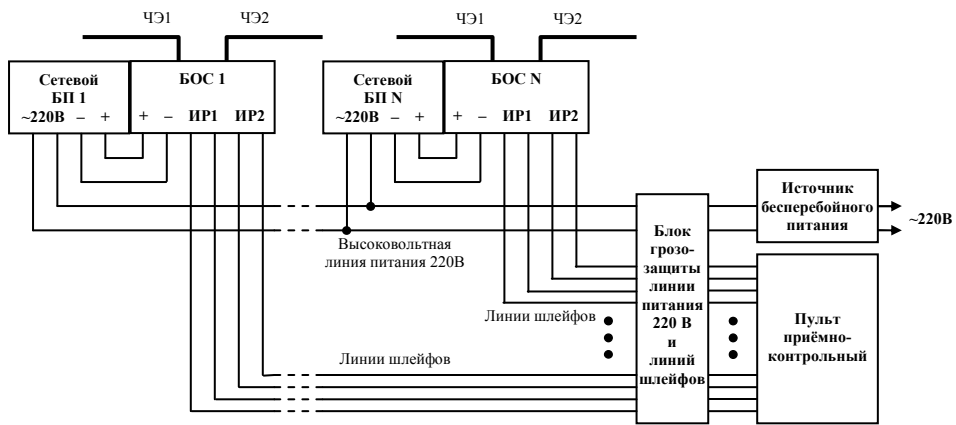 ЧЭ1
ЧЭ2
ЧЭ1
ЧЭ2
Сетевой
БП 1
~220В – +
БОС 1
+ – ИР1 ИР2
Сетевой
БП N
~220В – +
БОС N
+ – ИР1 ИР2
Источник
бесперебойного
питания
~220В
Высоковольтная
линия питания 220В
Блок
грозо-
защиты
линии
питания
220 В
и
линий
шлейфов
Линии шлейфов
Линии шлейфов
Пульт
приёмно-
контрольный